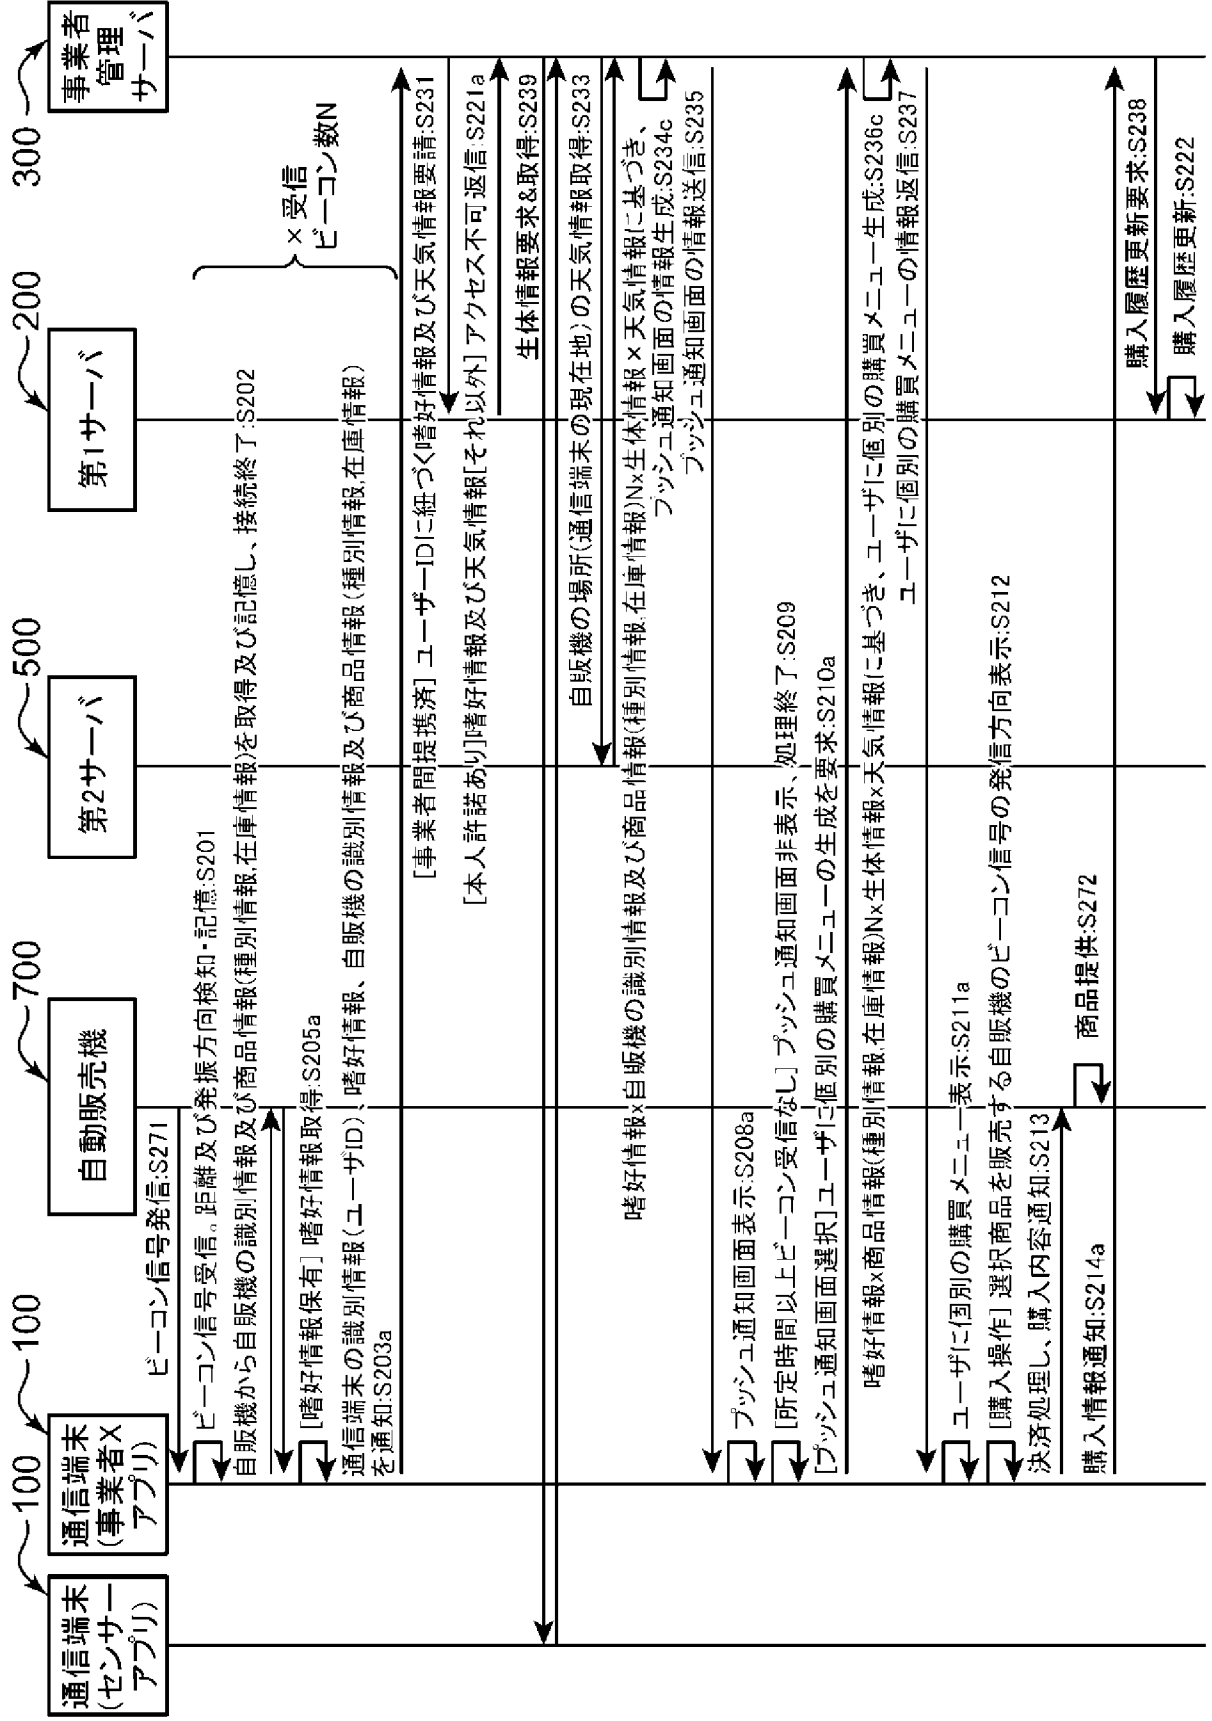 100
通信端末
(センサー
アプリ)
100
通信端末
(事業者X
アプリ)
700
自動販売機
500
第2サーバ
200
第1サーバ
300
事業者
管理
サーバ
ビーコン信号発信:S271
ビーコン信号受信。距離及び発振方向検知・記憶:S201
自販機から自販機の識別情報及び商品情報(種別情報,在庫情報)を取得及び記憶し、接続終了:S202
[嗜好情報保有] 嗜好情報取得:S205a
×受信
ビーコン数N
通信端末の識別情報(ユーザID)、嗜好情報、自販機の識別情報及び商品情報(種別情報,在庫情報)
を通知:S203a
[事業者間提携済] ユーザーIDに紐づく嗜好情報及び天気情報要請:S231
[本人許諾あり]嗜好情報及び天気情報[それ以外] アクセス不可返信:S221a
生体情報要求&取得:S239
自販機の場所(通信端末の現在地)の天気情報取得:S233
嗜好情報x自販機の識別情報及び商品情報(種別情報,在庫情報)Nx生体情報×天気情報に基づき、
プッシュ通知画面の情報生成:S234c
プッシュ通知画面の情報送信:S235
プッシュ通知画面表示:S208a
[所定時間以上ビーコン受信なし] プッシュ通知画面非表示、処理終了:S209
[プッシュ通知画面選択] ユーザに個別の購買メニューの生成を要求:S210a
嗜好情報x商品情報(種別情報,在庫情報)Nx生体情報x天気情報に基づき、ユーザに個別の購買メニュー生成:S236c
ユーザに個別の購買メニューの情報返信:S237
ユーザに個別の購買メニュー表示:S211a
[購入操作] 選択商品を販売する自販機のビーコン信号の発信方向表示:S212
決済処理し、購入内容通知:S213
商品提供:S272
購入情報通知:S214a
購入履歴更新要求:S238
購入履歴更新:S222